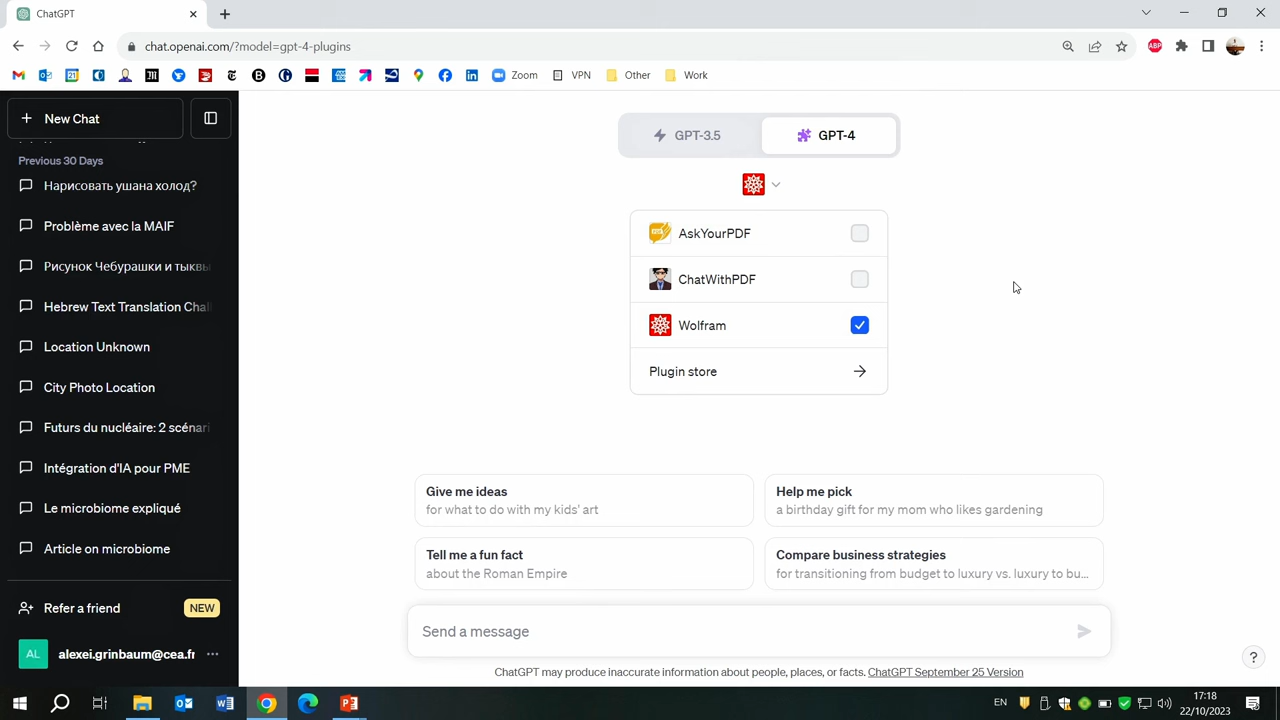 ChatGPT
chat.openai.com/?model=gpt-4-plugins
ABP
Zoom
VPN
Other
Work
New Chat
Previous 30 Days
Нарисовать ушана холод?
Problème avec la MAIF
Рисунок Чебурашки и тыквы
Hebrew Text Translation Chal
Location Unknown
City Photo Location
Futurs du nucléaire: 2 scénari
Intégration d'IA pour PME
Le microbiome expliqué
Article on microbiome
Refer a friend
NEW
AL
alexei.grinbaum@cea.fr
GPT-3.5
GPT-4
AskYourPDF
ChatWithPDF
Wolfram
Plugin store
Give me ideas
for what to do with my kids' art
Help me pick
a birthday gift for my mom who likes gardening
Tell me a fun fact
about the Roman Empire
Compare business strategies
for transitioning from budget to luxury vs. luxury to bu...
Send a message
ChatGPT may produce inaccurate information about people, places, or facts. ChatGPT September 25 Version
?
EN
17:18
22/10/2023